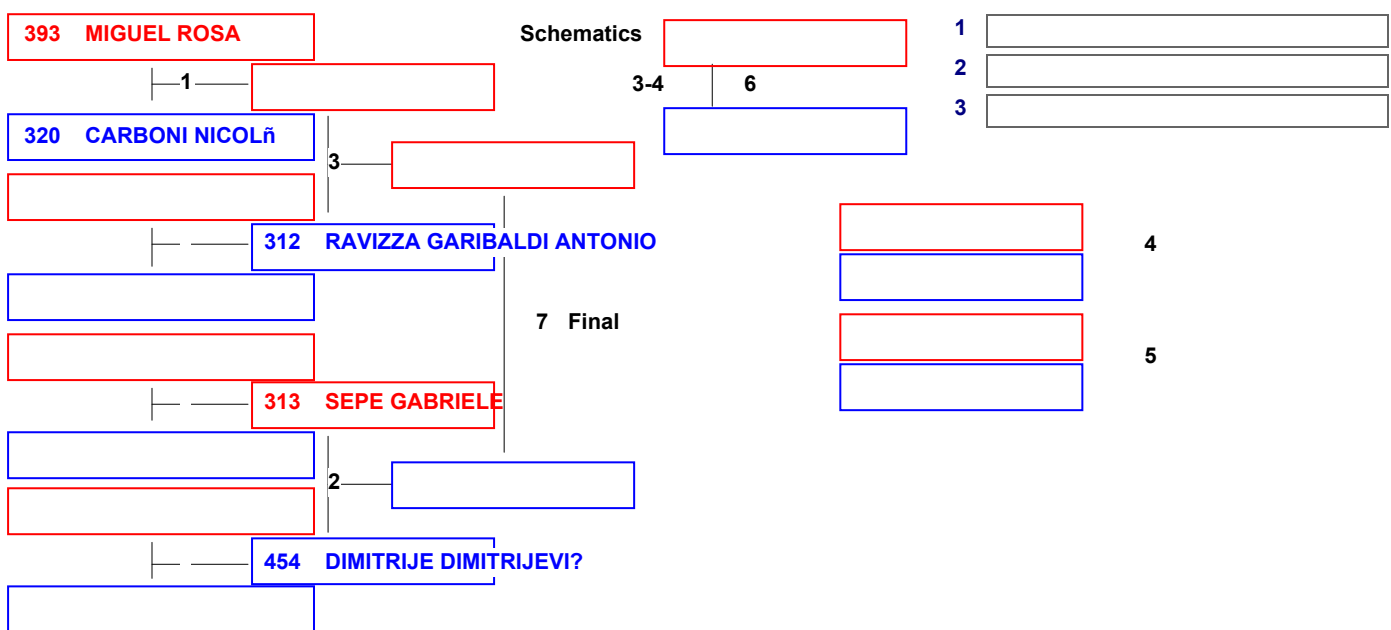 393 MIGUEL ROSA
Schematics
1
1
3-4 6
2
3
320 CARBONI NICOLñ
3
312 RAVIZZA GARIBALDI ANTONIO
4
7 Final
5
313 SEPE GABRIELE
2
454 DIMITRIJE DIMITRIJEVI?